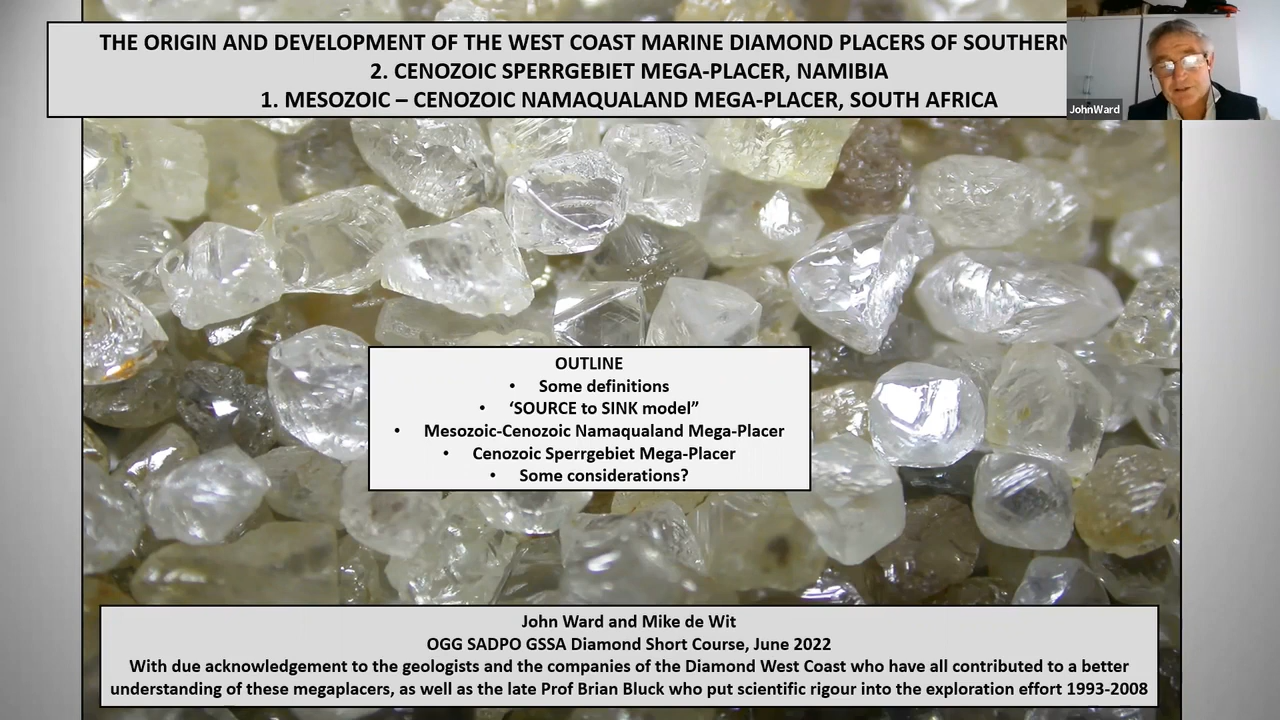 THE ORIGIN AND DEVELOPMENT OF THE WEST COAST MARINE DIAMOND PLACERS OF SOUTHERN
2. CENOZOIC SPERRGEBIET MEGA-PLACER, NAMIBIA
1. MESOZOIC – CENOZOIC NAMAQUALAND MEGA-PLACER, SOUTH AFRICA
JohnWard
OUTLINE
• Some definitions
• ‘SOURCE to SINK model”
• Mesozoic-Cenozoic Namaqualand Mega-Placer
• Cenozoic Sperrgebiet Mega-Placer
• Some considerations?
John Ward and Mike de Wit
OGG SADPO GSSA Diamond Short Course, June 2022
With due acknowledgement to the geologists and the companies of the Diamond West Coast who have all contributed to a better
understanding of these megaplacers, as well as the late Prof Brian Bluck who put scientific rigour into the exploration effort 1993-2008